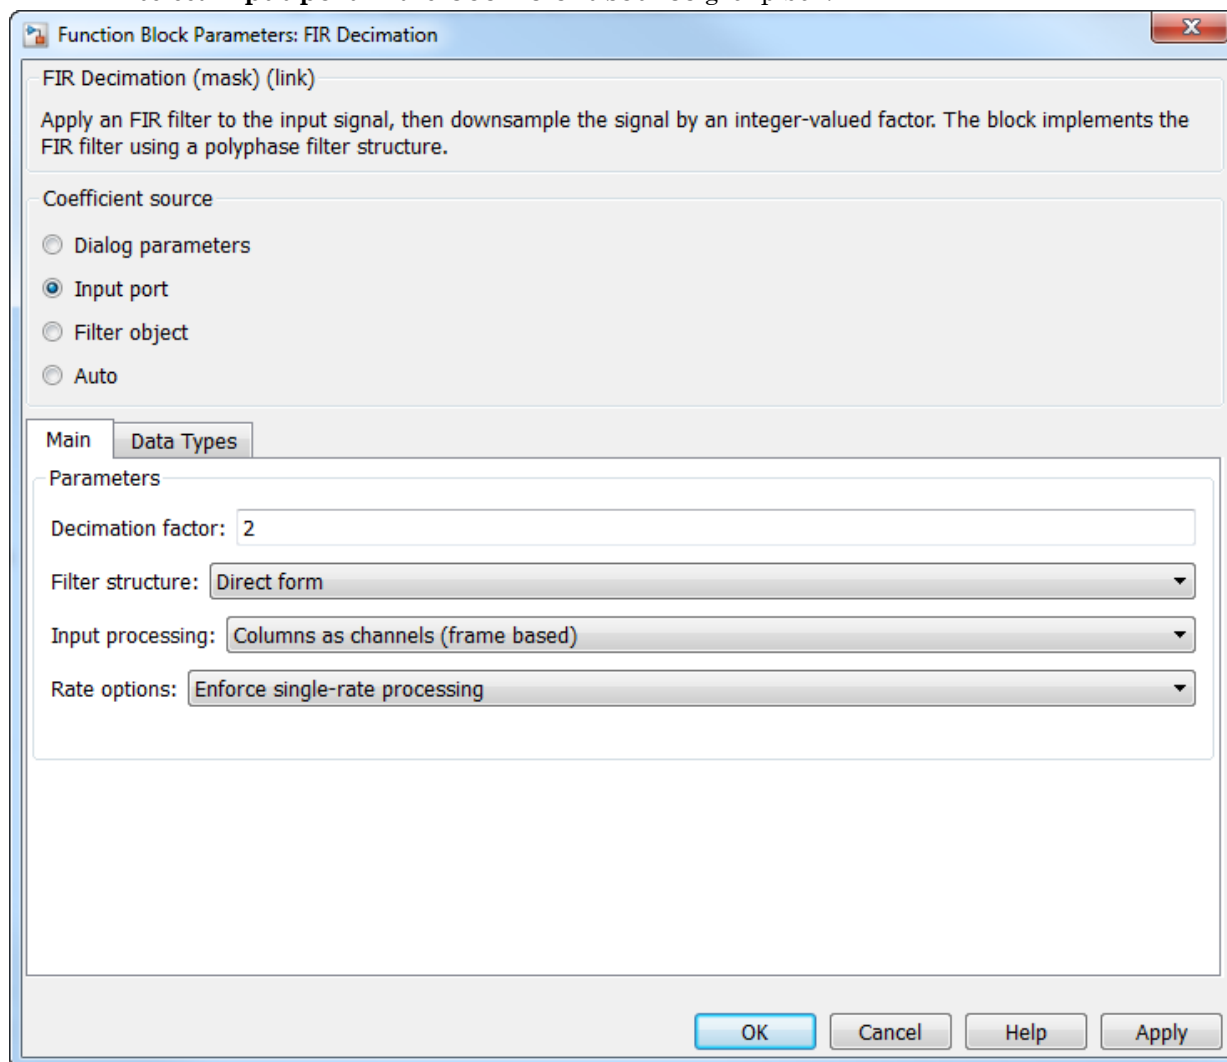 Function Block Parameters: FIR Decimation
X
FIR Decimation (mask) (link)
Apply an FIR filter to the input signal, then downsample the signal by an integer-valued factor. The block implements the
FIR filter using a polyphase filter structure.
Coefficient source
Dialog parameters
Input port
Filter object
Auto
Main Data Types
Parameters
Decimation factor: 2
Filter structure: Direct form
Input processing: Columns as channels (frame based)
Rate options: Enforce single-rate processing
OK Cancel Help Apply